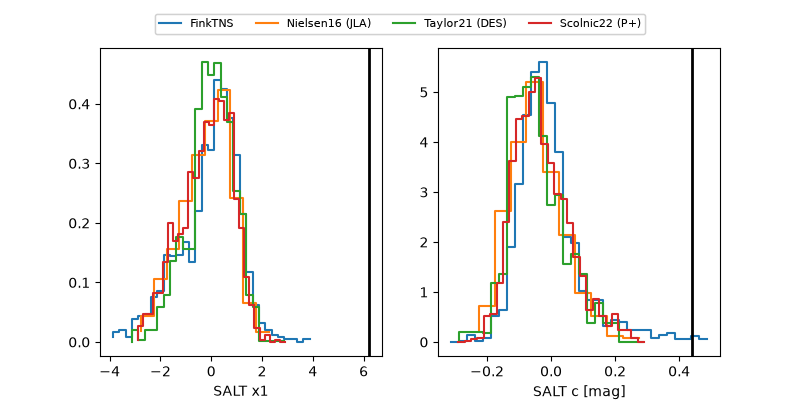 FinkTNS Nielsen16 (JLA) Taylor21 (DES) Scolnic22 (P+)
0.4
0.3
0.2
0.1
0.0
−4 −2 0 2 4 6
SALT x1
5
4
3
2
1
0
−0.2 0.0 0.2 0.4
SALT c [mag]